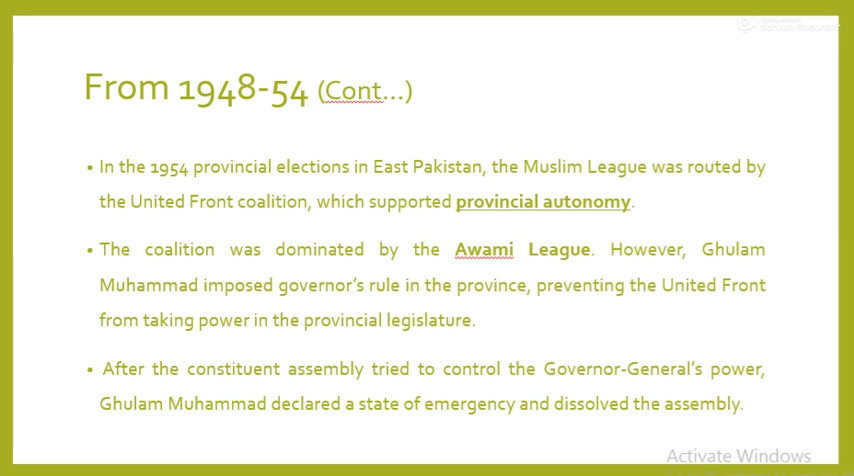 From 1948-54 (Cont...)
• In the 1954 provincial elections in East Pakistan, the Muslim League was routed by
the United Front coalition, which supported provincial autonomy.
• The coalition was dominated by the Awami League. However, Ghulam
Muhammad imposed governor's rule in the province, preventing the United Front
from taking power in the provincial legislature.
• After the constituent assembly tried to control the Governor-General's power,
Ghulam Muhammad declared a state of emergency and dissolved the assembly.
Activate Windows